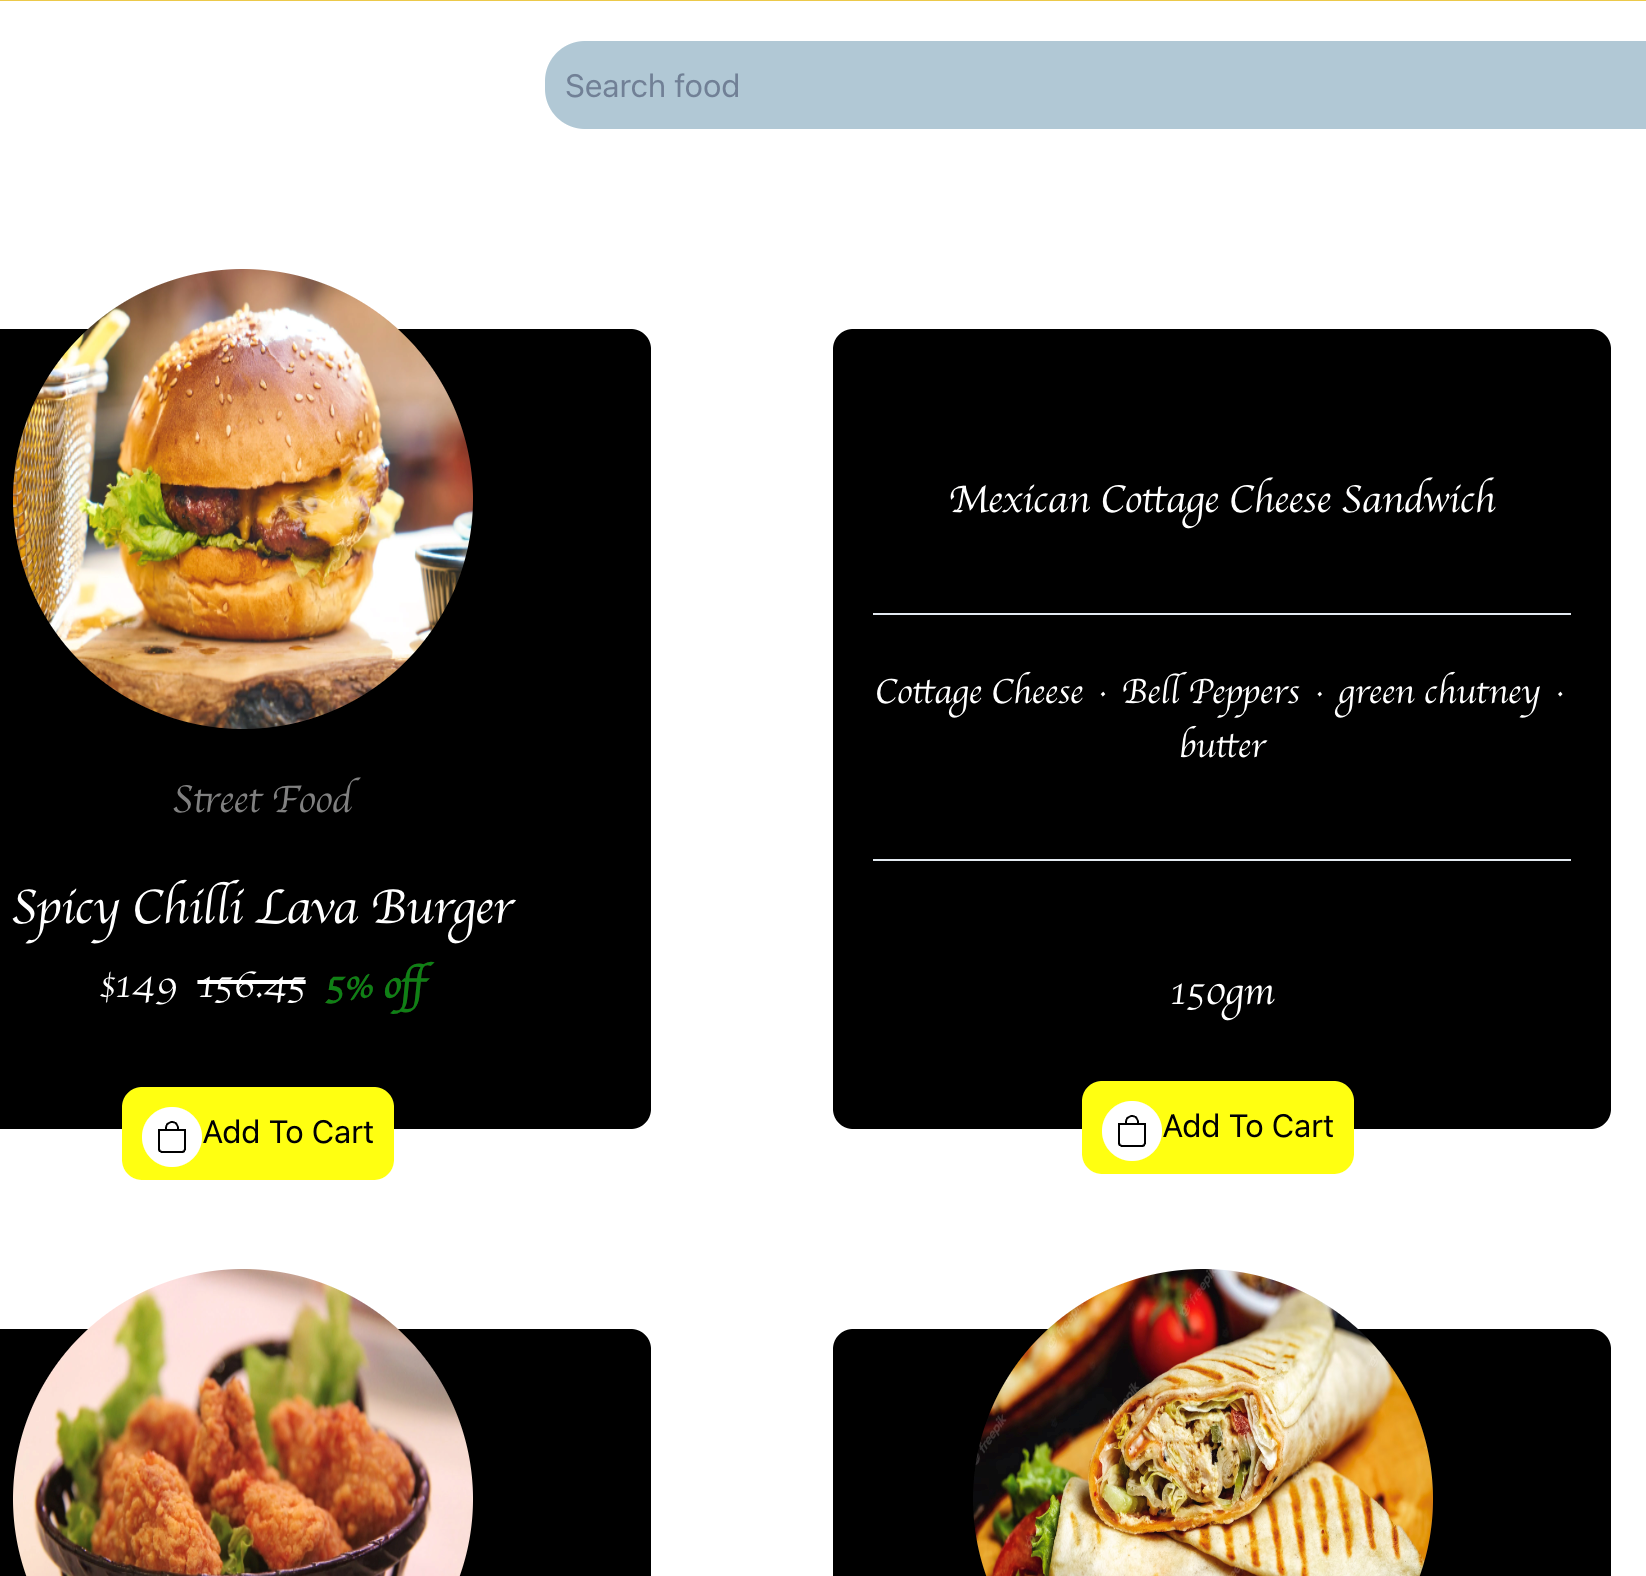 Search food
Street Food
Spicy Chilli Lava Burger
$149 156.45 5% off
Add To Cart
Mexican Cottage Cheese Sandwich
Cottage Cheese · Bell Peppers · green chutney ·
butter
150gm
Add To Cart
freepik